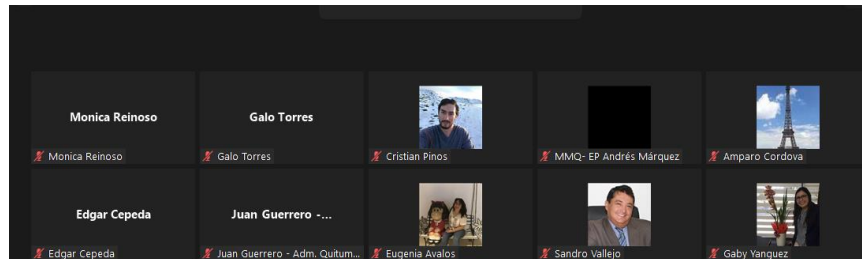 Monica Reinoso
Galo Torres
Monica Reinoso
Galo Torres
Cristian Pinos
MMQ- EP Andrés Márquez
Amparo Cordova
Edgar Cepeda
Juan Guerrero -...
Edgar Cepeda
Juan Guerrero - Adm. Quitum...
Eugenia Avalos
Sandro Vallejo
Gaby Yanquez